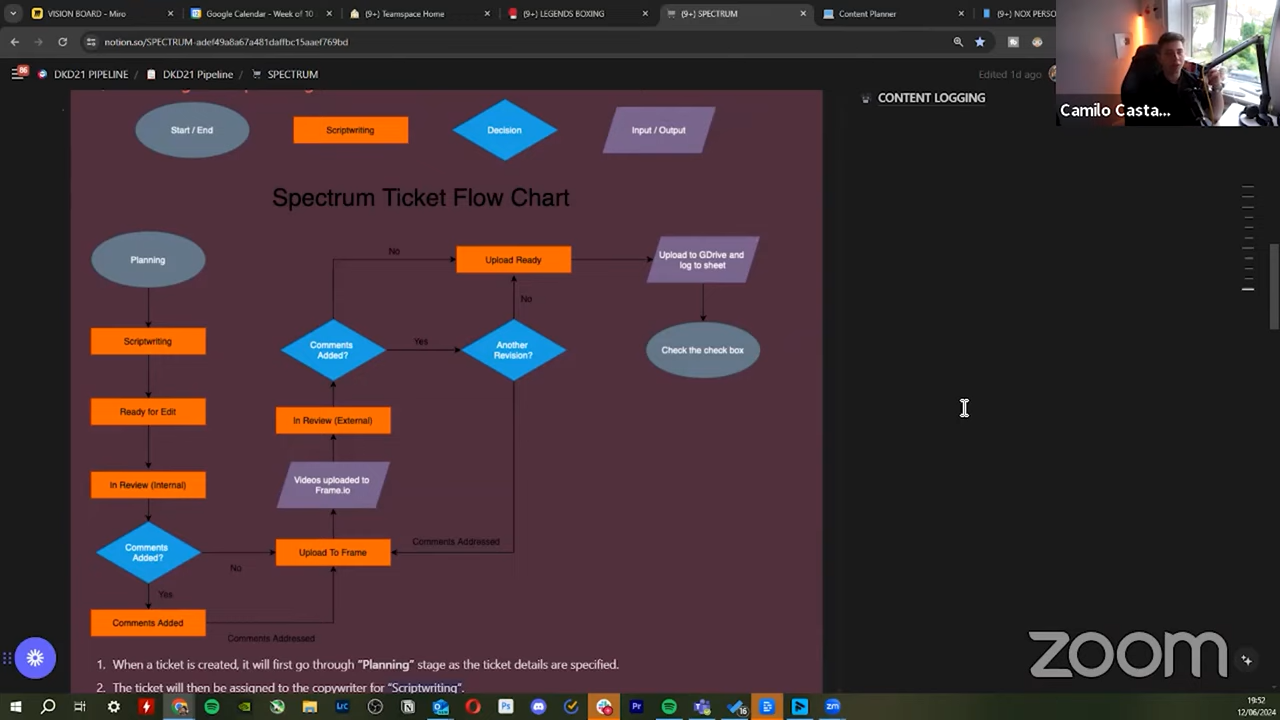 VISION BOARD - Miro
Google Calendar - Week of 10
(9+) Teamspace Home
(9+) LEGENDS BOXING
(9+) SPECTRUM
Content Planner
(9+) NOX PERSO
notion.so/SPECTRUM-adef49a8a67a481daffbc15aaef769bd
86
DKD21 PIPELINE / DKD21 Pipeline / SPECTRUM
Edited 1d ago
CONTENT LOGGING
Camilo Casta...
Start / End
Scriptwriting
Decision
Input / Output
Spectrum Ticket Flow Chart
Planning
No
Upload Ready
Upload to GDrive and
log to sheet
No
Scriptwriting
Comments
Added?
Yes
Another
Revision?
Check the check box
Ready for Edit
In Review (External)
In Review (Internal)
Videos uploaded to
Frame.io
Comments
Added?
No
Upload To Frame
Comments Addressed
Yes
Comments Added
Comments Addressed
1. When a ticket is created, it will first go through "Planning" stage as the ticket details are specified.
2. The ticket will then be assigned to the copywriter for "Scriptwriting".
zoom
19:52
12/06/2024